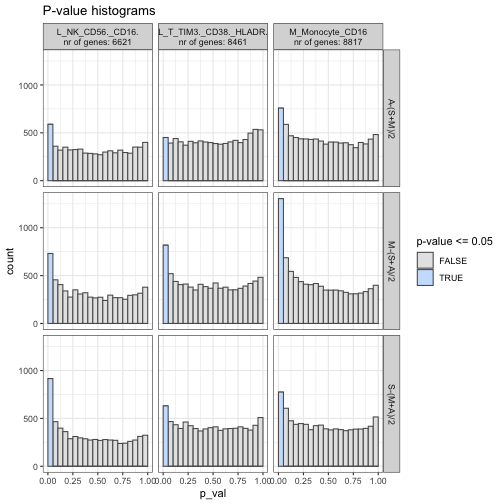 P-value histograms
L_NK_CD56._CD16.
nr of genes: 6621
L_T_TIM3._CD38._HLADR.
nr of genes: 8461
M_Monocyte_CD16
nr of genes: 8817
1000
500
0
A-(S+M)/2
1000
500
0
M-(S+A)/2
1000
500
0
S-(M+A)/2
count
0.00 0.25 0.50 0.75 1.00
0.00 0.25 0.50 0.75 1.00
0.00 0.25 0.50 0.75 1.00
p_val
p-value <= 0.05
FALSE
TRUE